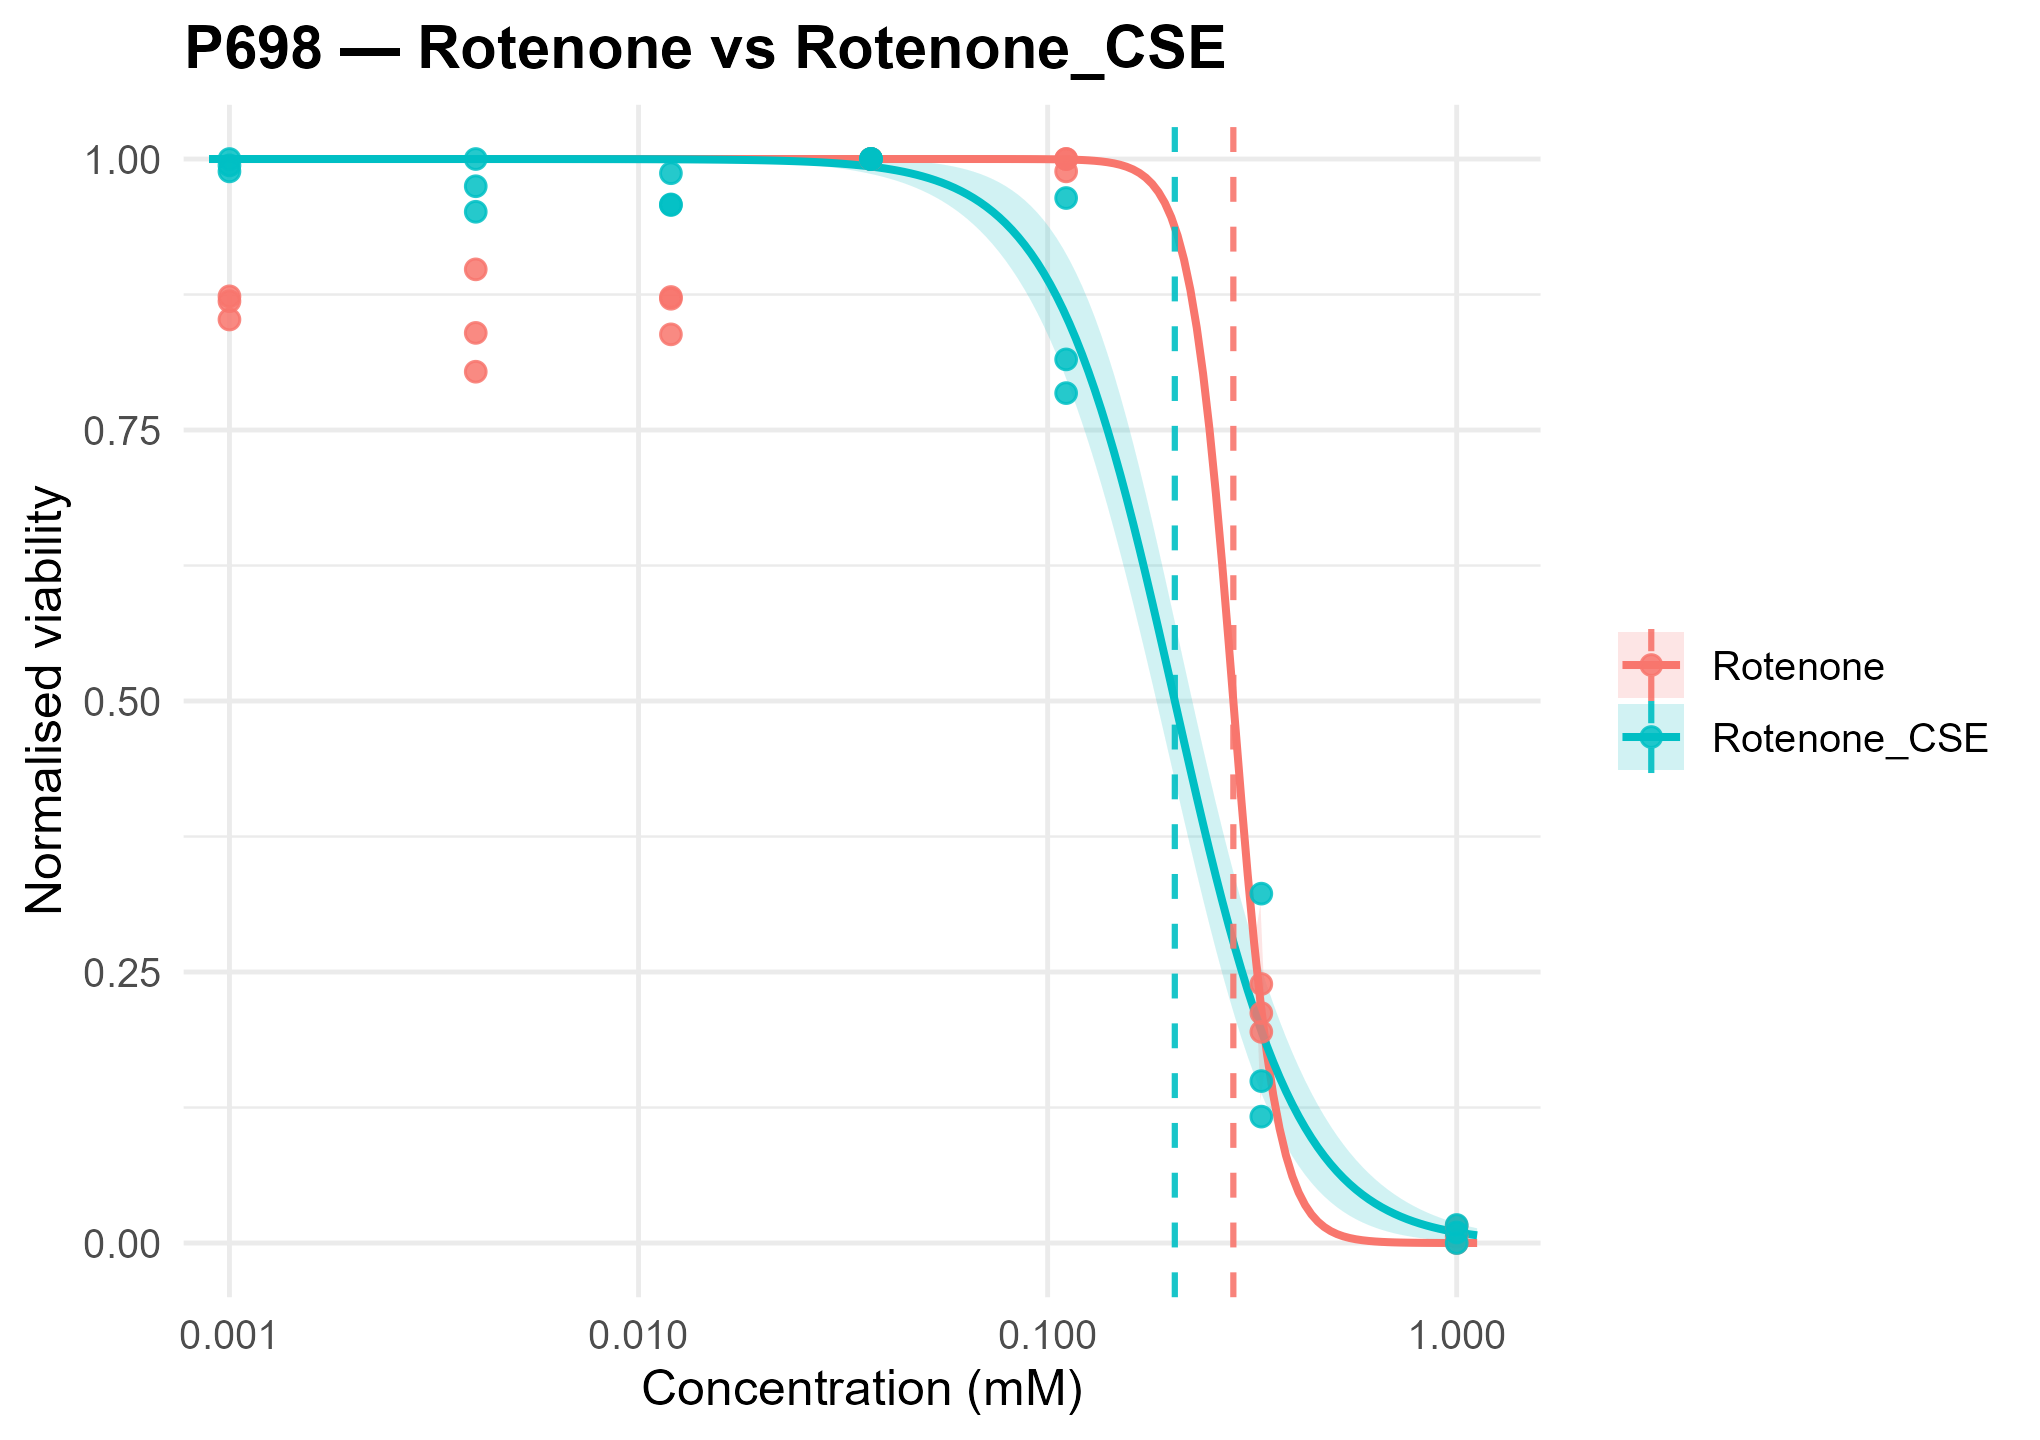 P698 — Rotenone vs Rotenone_CSE
Normalised viability
1.00
0.75
0.50
0.25
0.00
0.001
0.010
0.100
1.000
Concentration (mM)
Rotenone
Rotenone_CSE